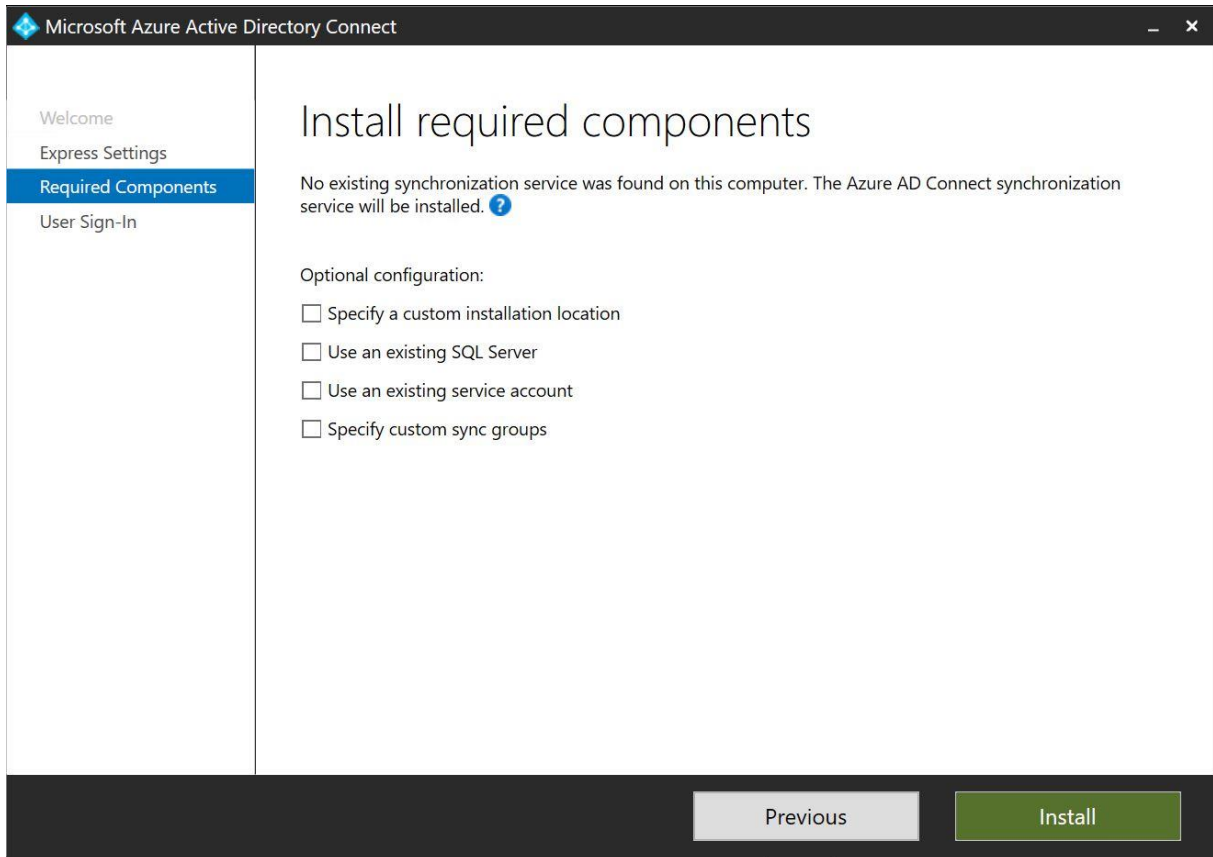 Microsoft Azure Active Directory Connect
Welcome
Express Settings
Required Components
User Sign-In
Install required components
No existing synchronization service was found on this computer. The Azure AD Connect synchronization
service will be installed. ?
Optional configuration:
Specify a custom installation location
Use an existing SQL Server
Use an existing service account
Specify custom sync groups
Previous
Install